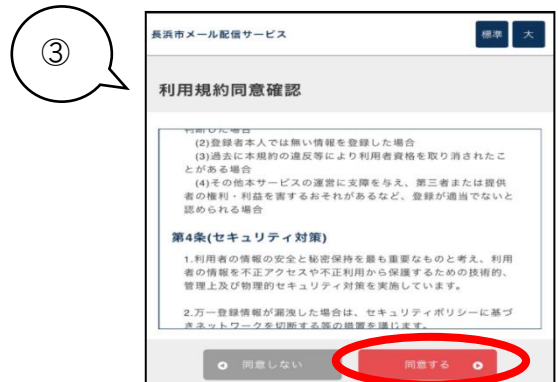 ③
長浜市メール配信サービス 標準 大
利用規約同意確認
判断した場合
(2)登録者本人では無い情報を登録した場合
(3)過去に本規約の違反等により利用者資格を取り消されたこ
とがある場合
(4)その他本サービスの運営に支障を与え、第三者または提供
者の権利・利益を害するおそれがあるなど、登録が適当でないと
認められる場合
第4条(セキュリティ対策)
1.利用者の情報の安全と秘密保持を最も重要なものと考え、利用
者の情報を不正アクセスや不正利用から保護するための技術的、
管理上及び物理的セキュリティ対策を実施しています。
2.万一登録情報が漏洩した場合は、セキュリティポリシーに基づ
きネットワークを切断する等の措置を講じます。
同意しない 同意する